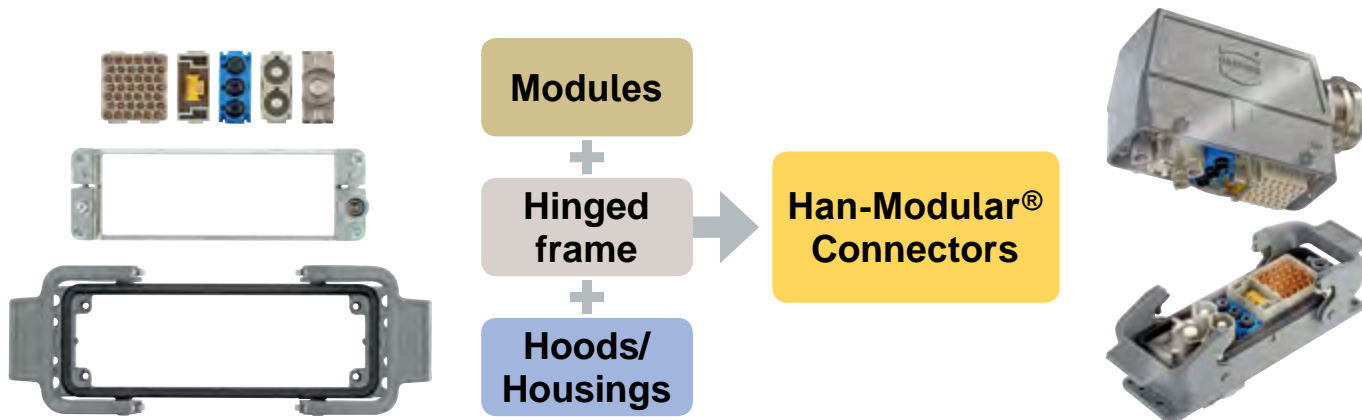 Modules
+
Hinged
frame
+
Hoods/
Housings
Han-Modular®
Connectors